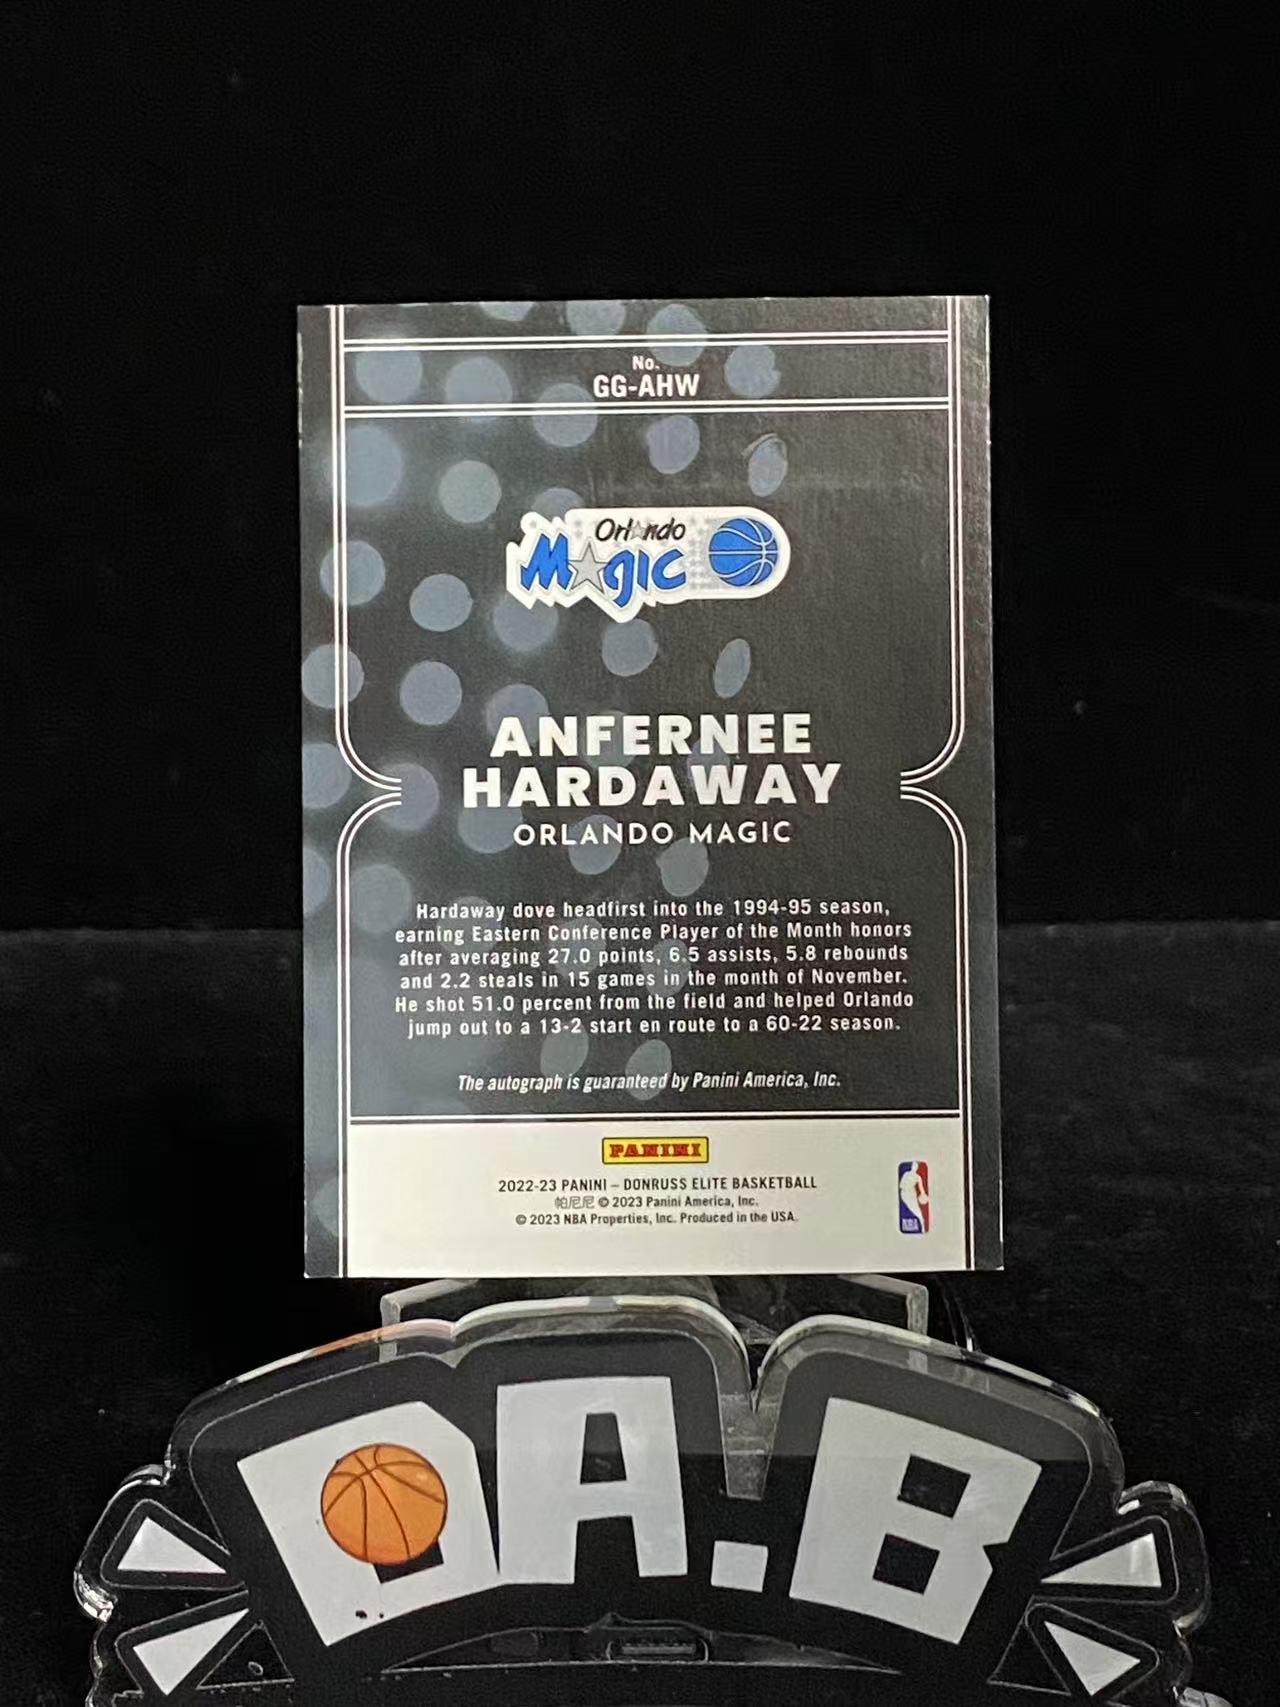 No.
GG-AHW
Orlando
Magic
ANFERNEE
HARDAWAY
ORLANDO MAGIC
Hardaway dove headfirst into the 1994-95 season,
earning Eastern Conference Player of the Month honors
after averaging 27.0 points, 6.5 assists, 5.8 rebounds
and 2.2 steals in 15 games in the month of November.
He shot 51.0 percent from the field and helped Orlando
jump out to a 13-2 start en route to a 60-22 season.
The autograph is guaranteed by Panini America, Inc.
PANINI
2022-23 PANINI – DONRUSS ELITE BASKETBALL
帕尼尼 © 2023 Panini America, Inc.
© 2023 NBA Properties, Inc. Produced in the USA.
NBA
DA.B